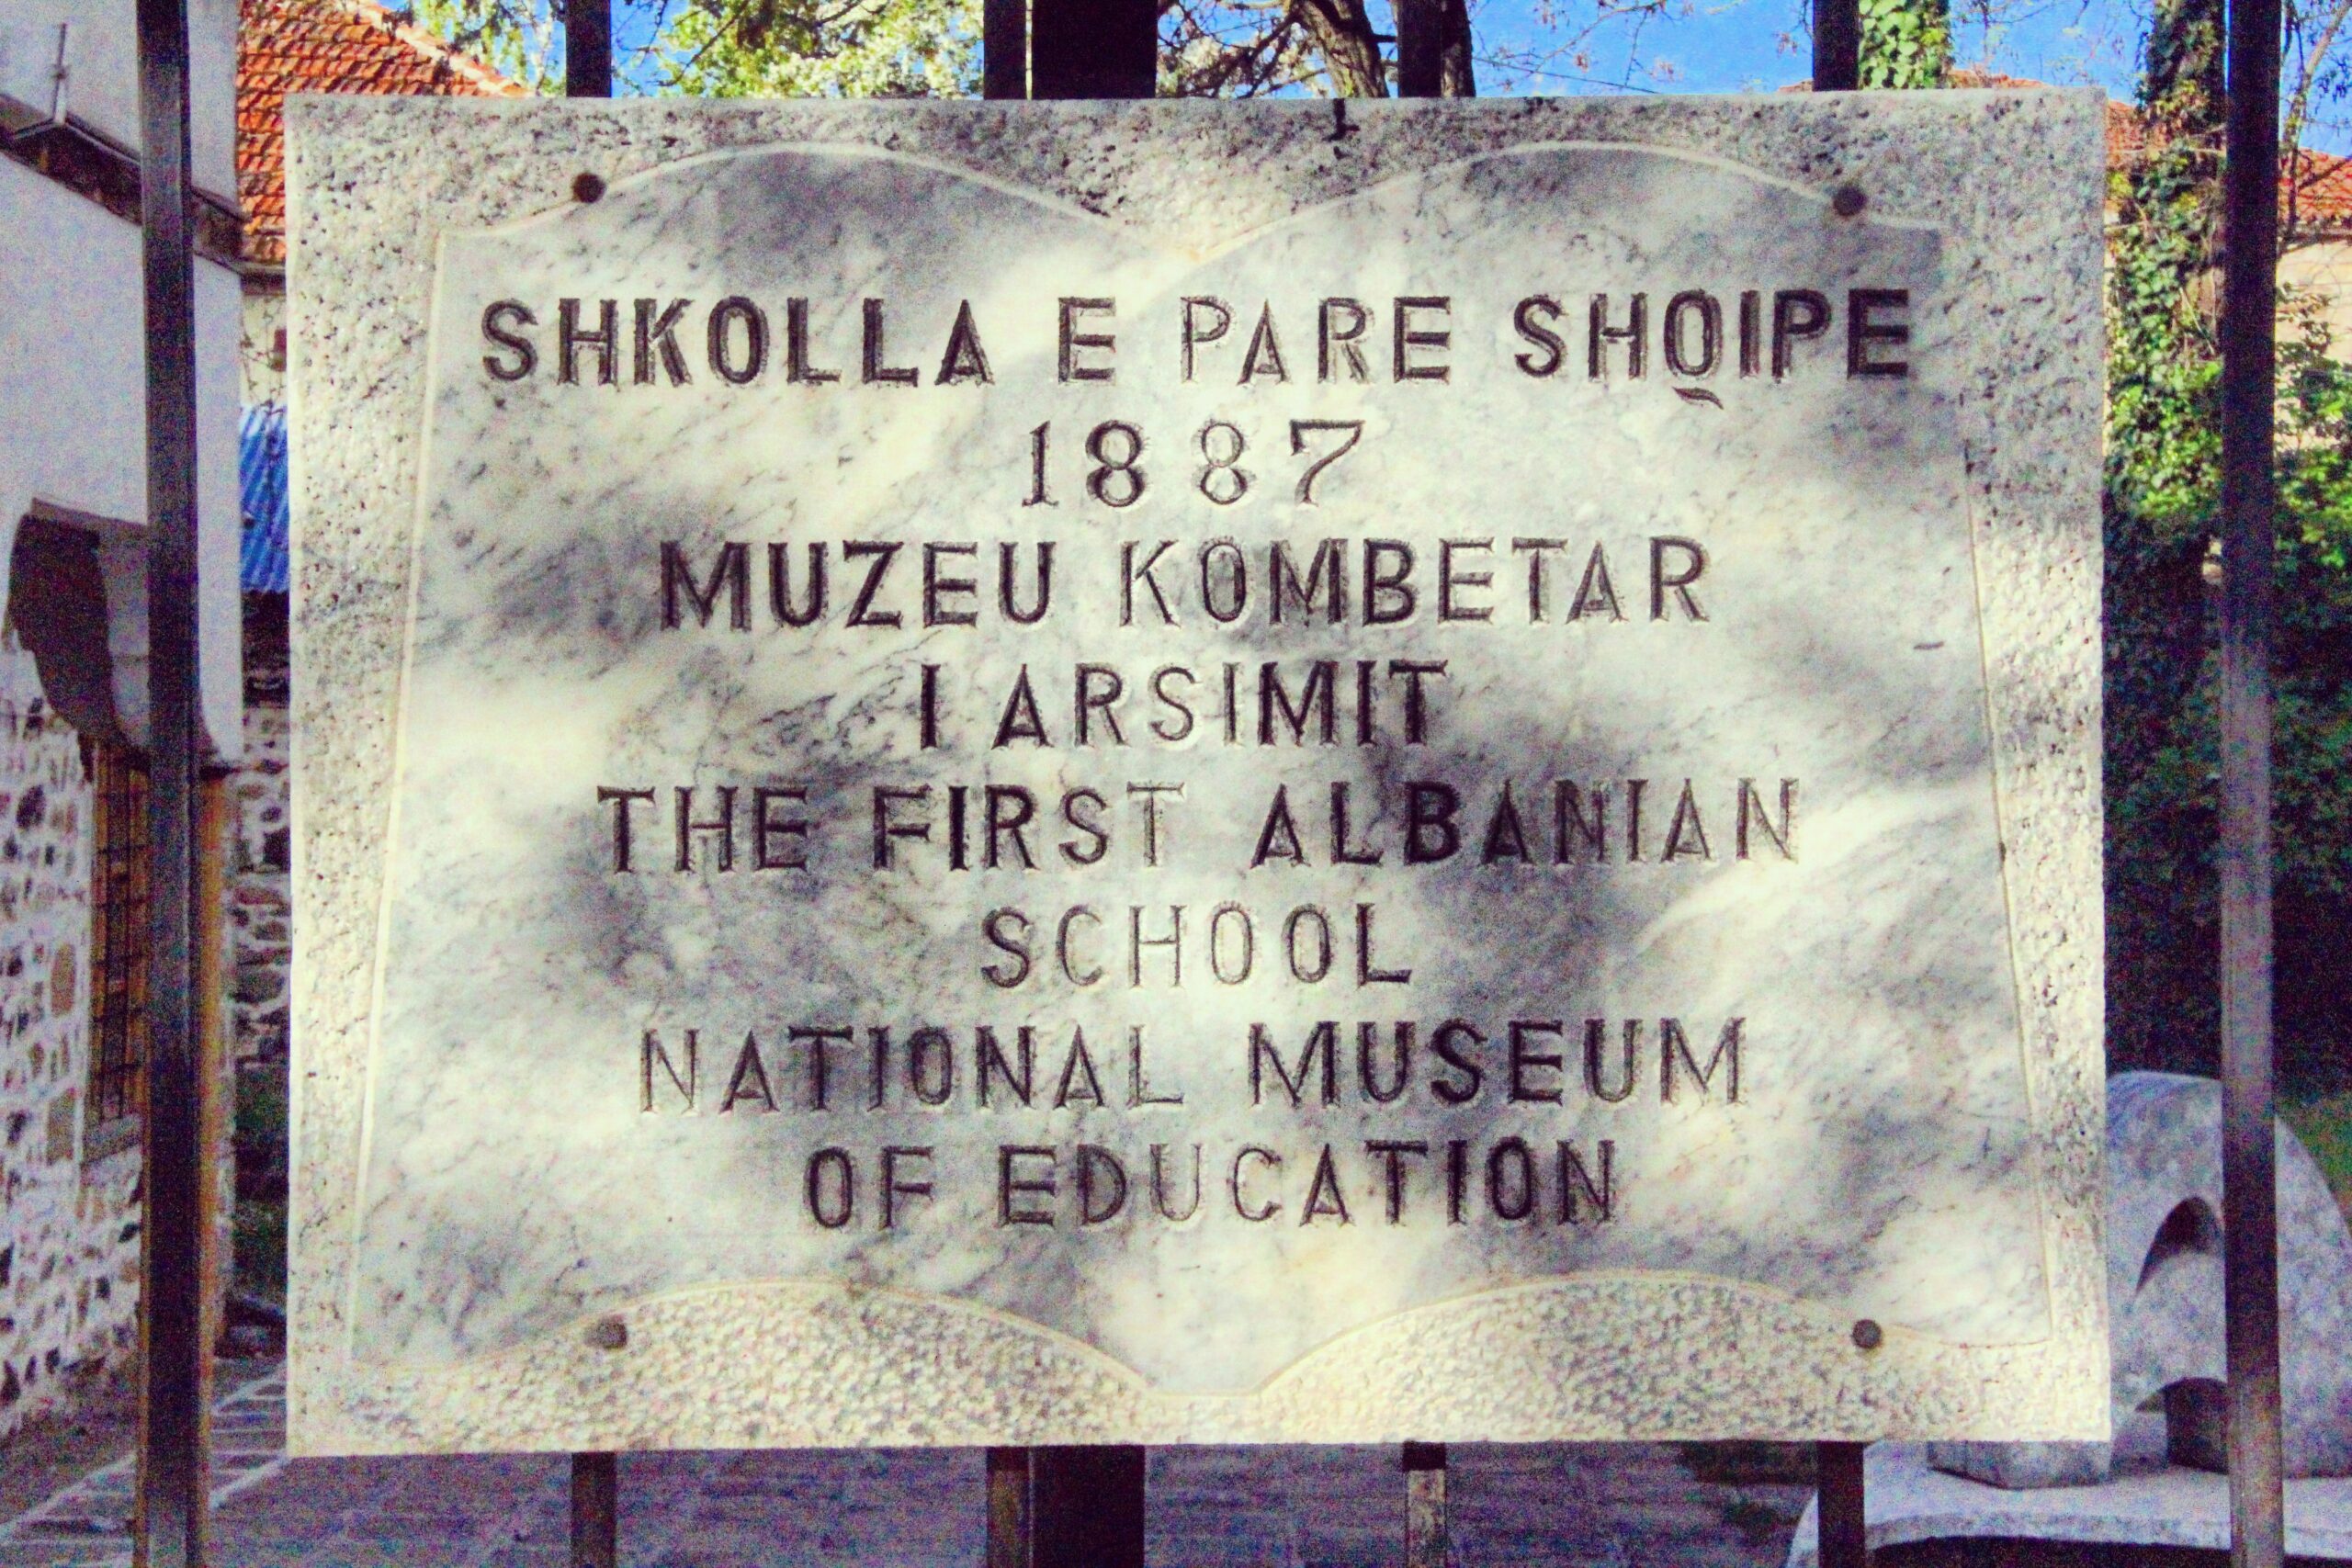 SHKOLLA E PARE SHQIPE
1887
MUZEU KOMBETAR
I ARSIMIT
THE FIRST ALBANIAN
SCHOOL
NATIONAL MUSEUM
OF EDUCATION